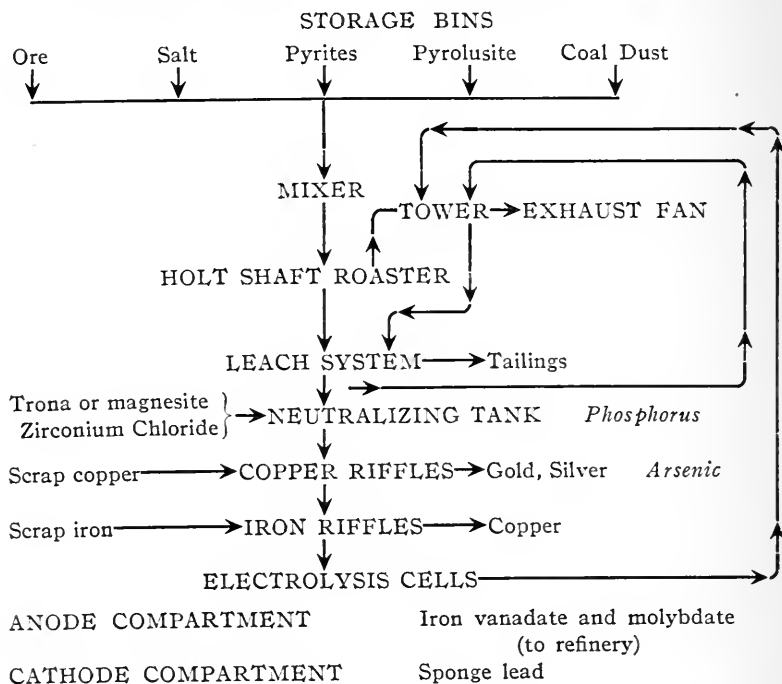 STORAGE BINS
Ore Salt Pyrites Pyrolusite Coal Dust
MIXER
TOWER EXHAUST FAN
HOLT SHAFT ROASTER
LEACH SYSTEM Tailings
Trona or magnesite
Zirconium Chloride} NEUTRALIZING TANK Phosphorus
Scrap copper COPPER RIFFLES Gold, Silver Arsenic
Scrap iron IRON RIFFLES Copper
ELECTROLYSIS CELLS
ANODE COMPARTMENT Iron vanadate and molybdate
(to refinery)
CATHODE COMPARTMENT Sponge lead